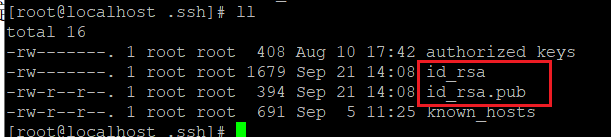 [root@localhost .ssh]# ll
total 16
-rw-------. 1 root root  408 Aug 10 17:42 authorized_keys
-rw-------. 1 root root 1679 Sep 21 14:08 id_rsa
-rw-r--r--. 1 root root  394 Sep 21 14:08 id_rsa.pub
-rw-r--r--. 1 root root  691 Sep  5 11:25 known_hosts
[root@localhost .ssh]#